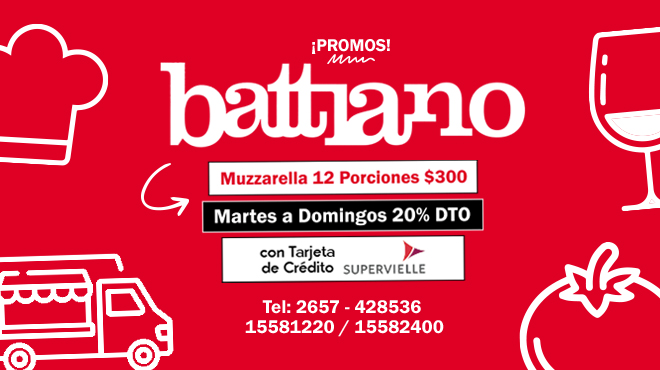 ¡PROMOS!
battiano
Muzzarella 12 Porciones $300
Martes a Domingos 20% DTO
con Tarjeta
de Crédito SUPERVIELLE
Tel: 2657 - 428536
15581220 / 15582400